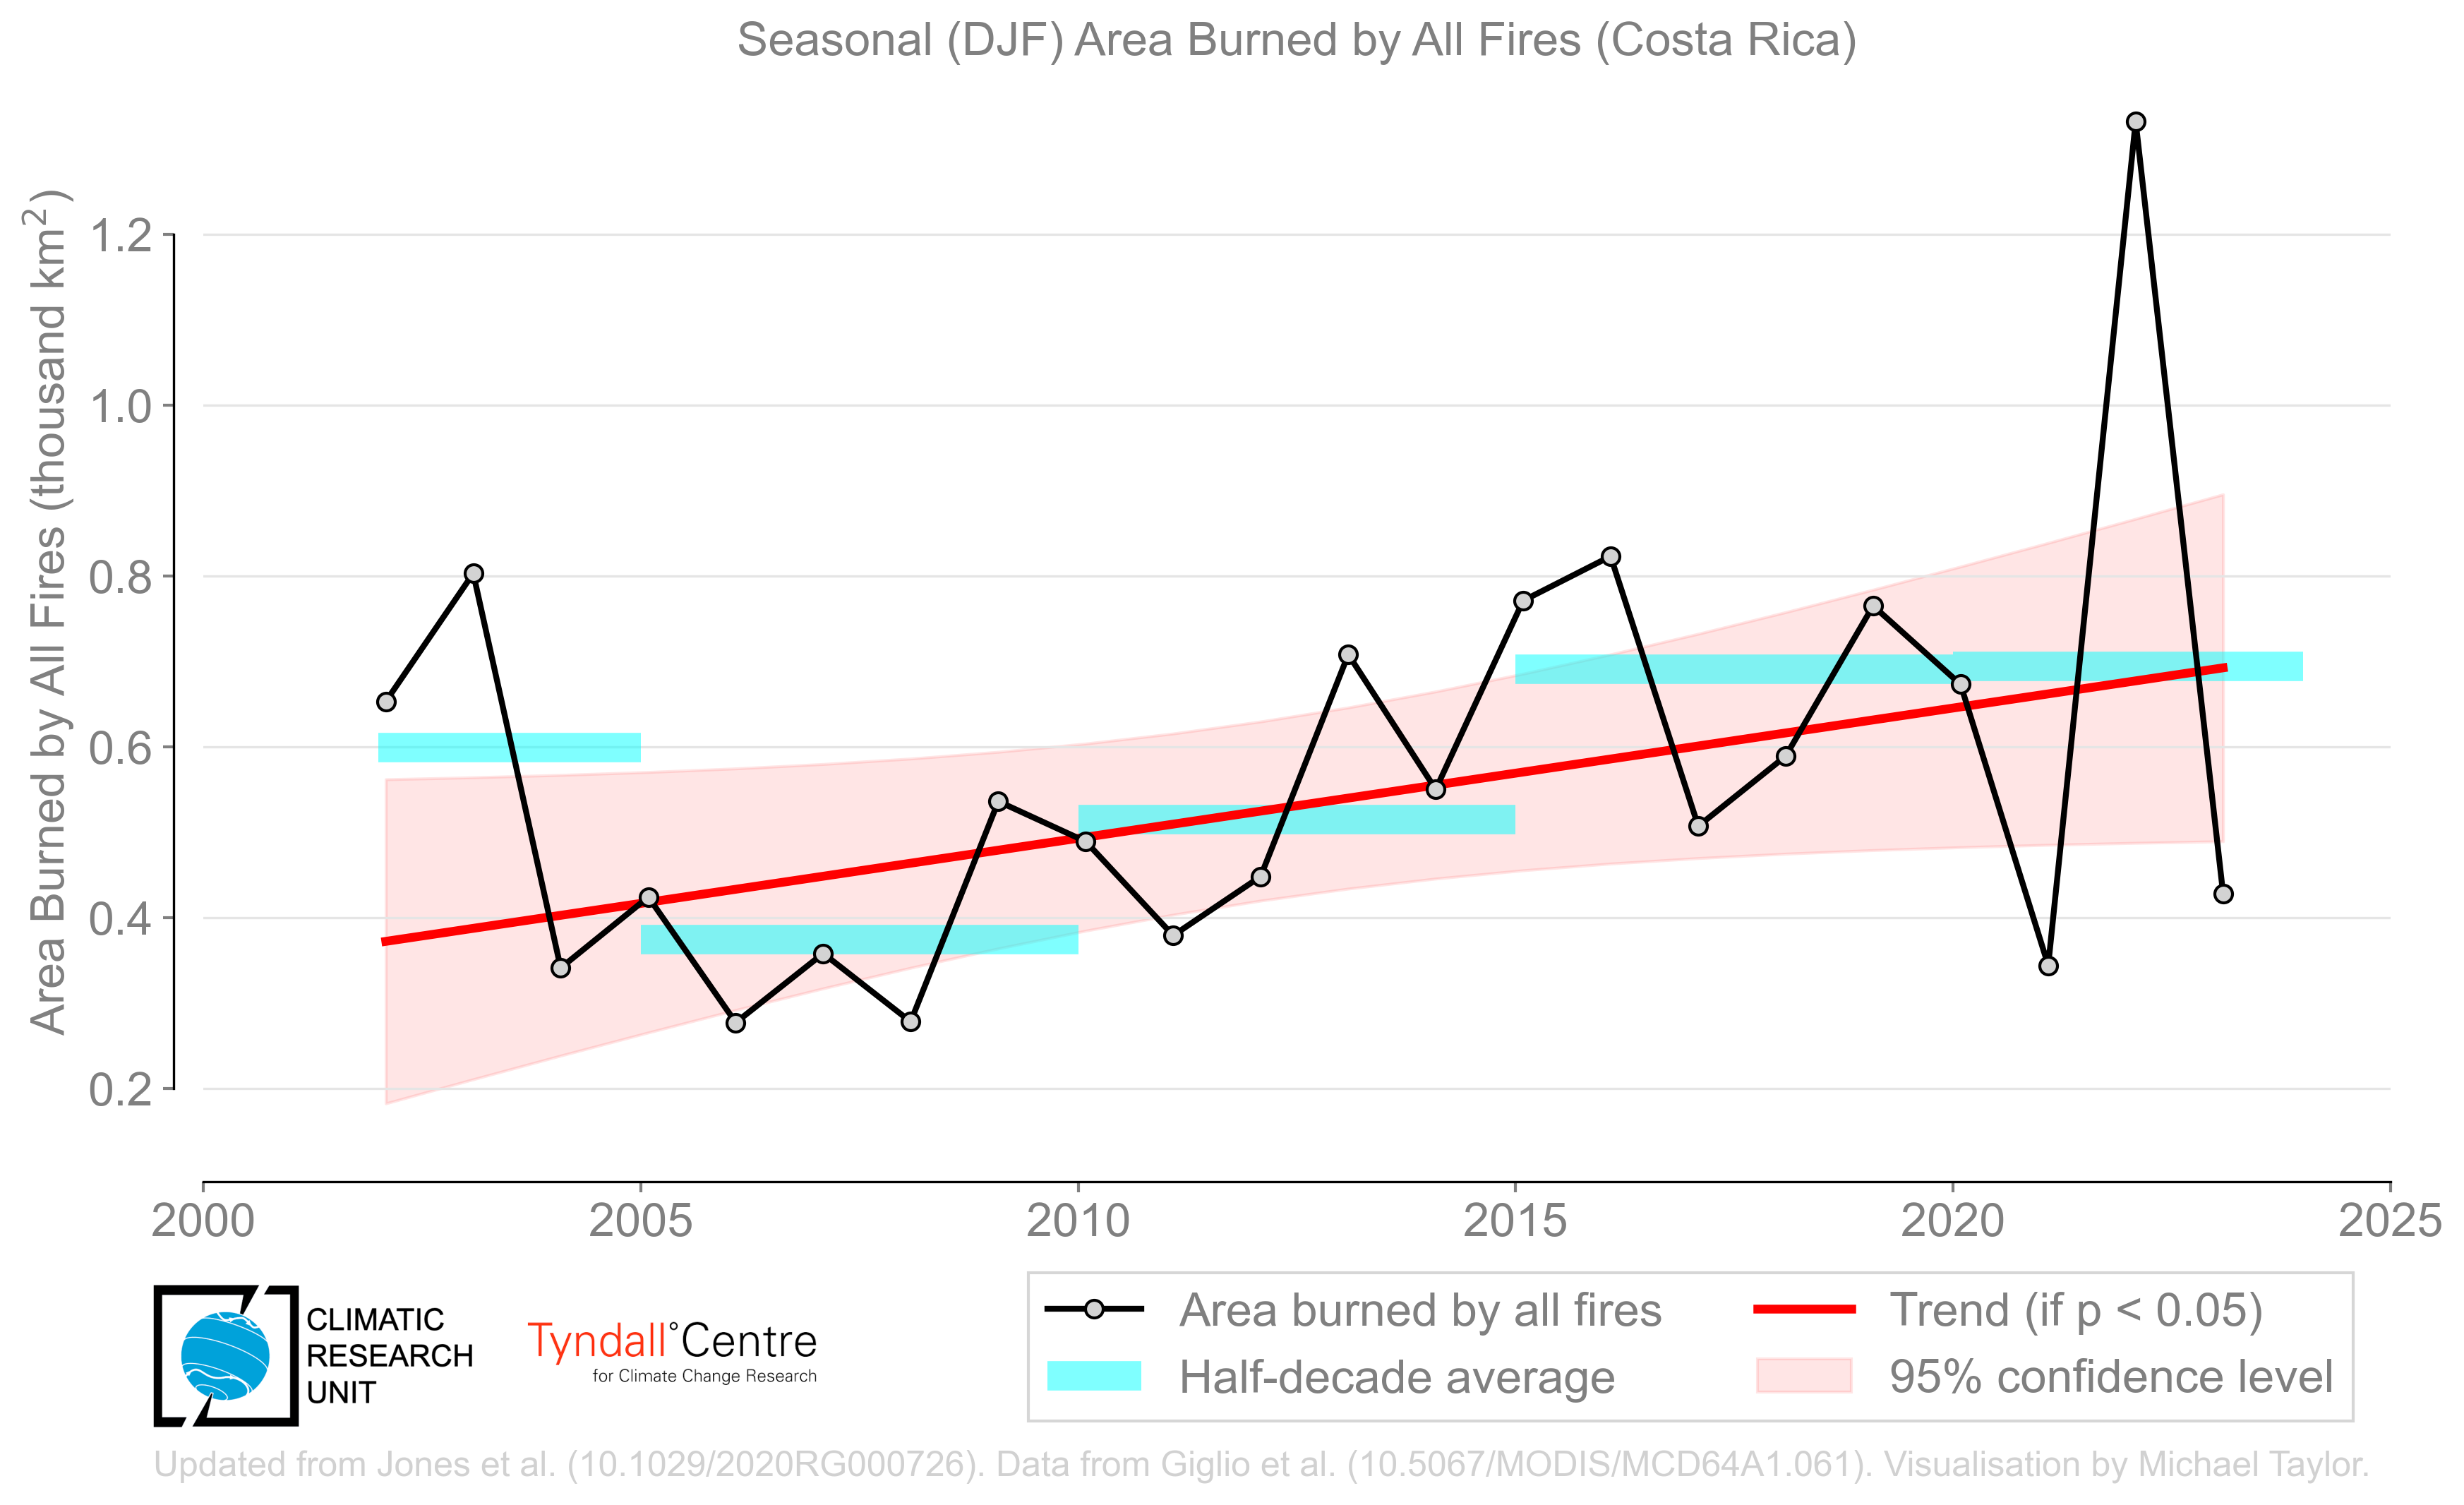 Seasonal (DJF) Area Burned by All Fires (Costa Rica)
Area Burned by All Fires (thousand km²)
1.2
1.0
0.8
0.6
0.4
0.2
2000 2005 2010 2015 2020 2025
CLIMATIC
RESEARCH
UNIT
Tyndall°Centre
for Climate Change Research
Area burned by all fires
Half-decade average
Trend (if p < 0.05)
95% confidence level
Updated from Jones et al. (10.1029/2020RG000726). Data from Giglio et al. (10.5067/MODIS/MCD64A1.061). Visualisation by Michael Taylor.